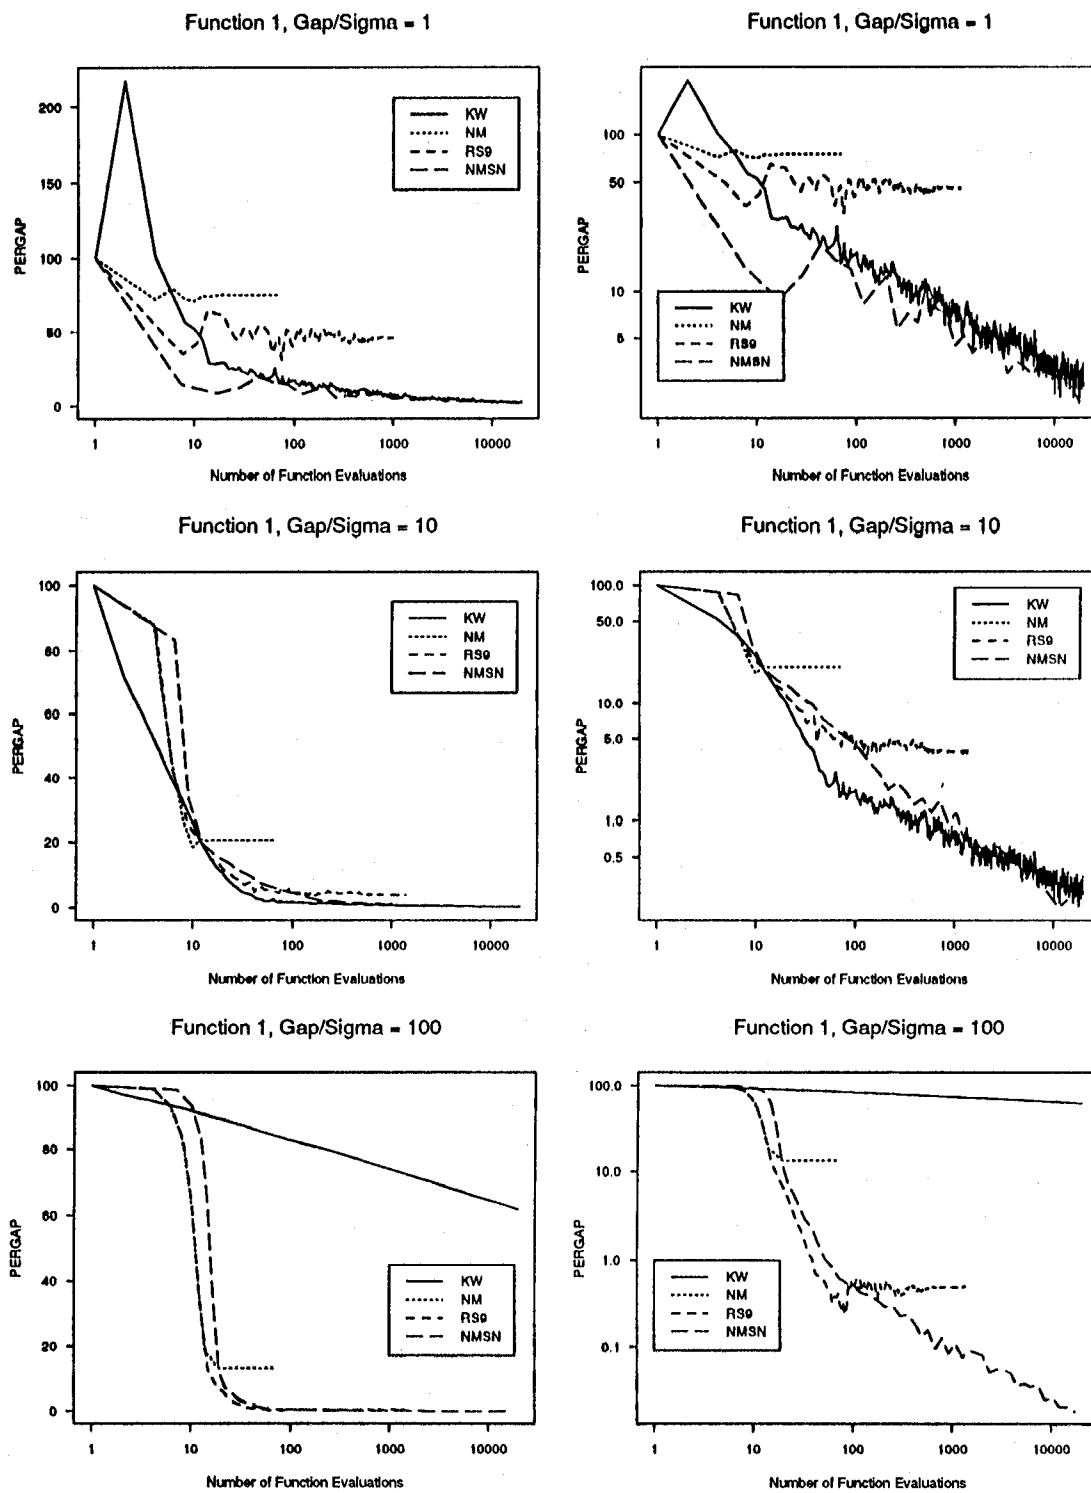 Function 1, Gap/Sigma = 1
PERGAP
200
150
100
50
0
KW
NM
RS9
NMSN
1
10
100
1000
10000
Number of Function Evaluations
Function 1, Gap/Sigma = 1
PERGAP
100
50
10
5
KW
NM
RS9
NMSN
1
10
100
1000
10000
Number of Function Evaluations
Function 1, Gap/Sigma = 10
PERGAP
100
80
60
40
20
0
KW
NM
RS9
NMSN
1
10
100
1000
10000
Number of Function Evaluations
Function 1, Gap/Sigma = 10
PERGAP
100.0
50.0
10.0
5.0
1.0
0.5
KW
NM
RS9
NMSN
1
10
100
1000
10000
Number of Function Evaluations
Function 1, Gap/Sigma = 100
PERGAP
100
80
60
40
20
0
KW
NM
RS9
NMSN
1
10
100
1000
10000
Number of Function Evaluations
Function 1, Gap/Sigma = 100
PERGAP
100.0
10.0
1.0
0.1
KW
NM
RS9
NMSN
1
10
100
1000
10000
Number of Function Evaluations